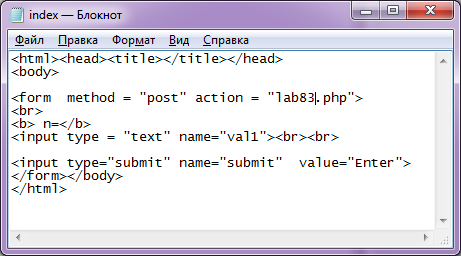 index — Блокнот
Файл Правка Формат Вид Справка
<html><head><title></title></head>
<body>
<form  method = "post" action = "lab83.php">
<br>
<b> n=</b>
<input type = "text" name="val1"><br><br>
<input type="submit" name="submit"  value="Enter">
</form></body>
</html>